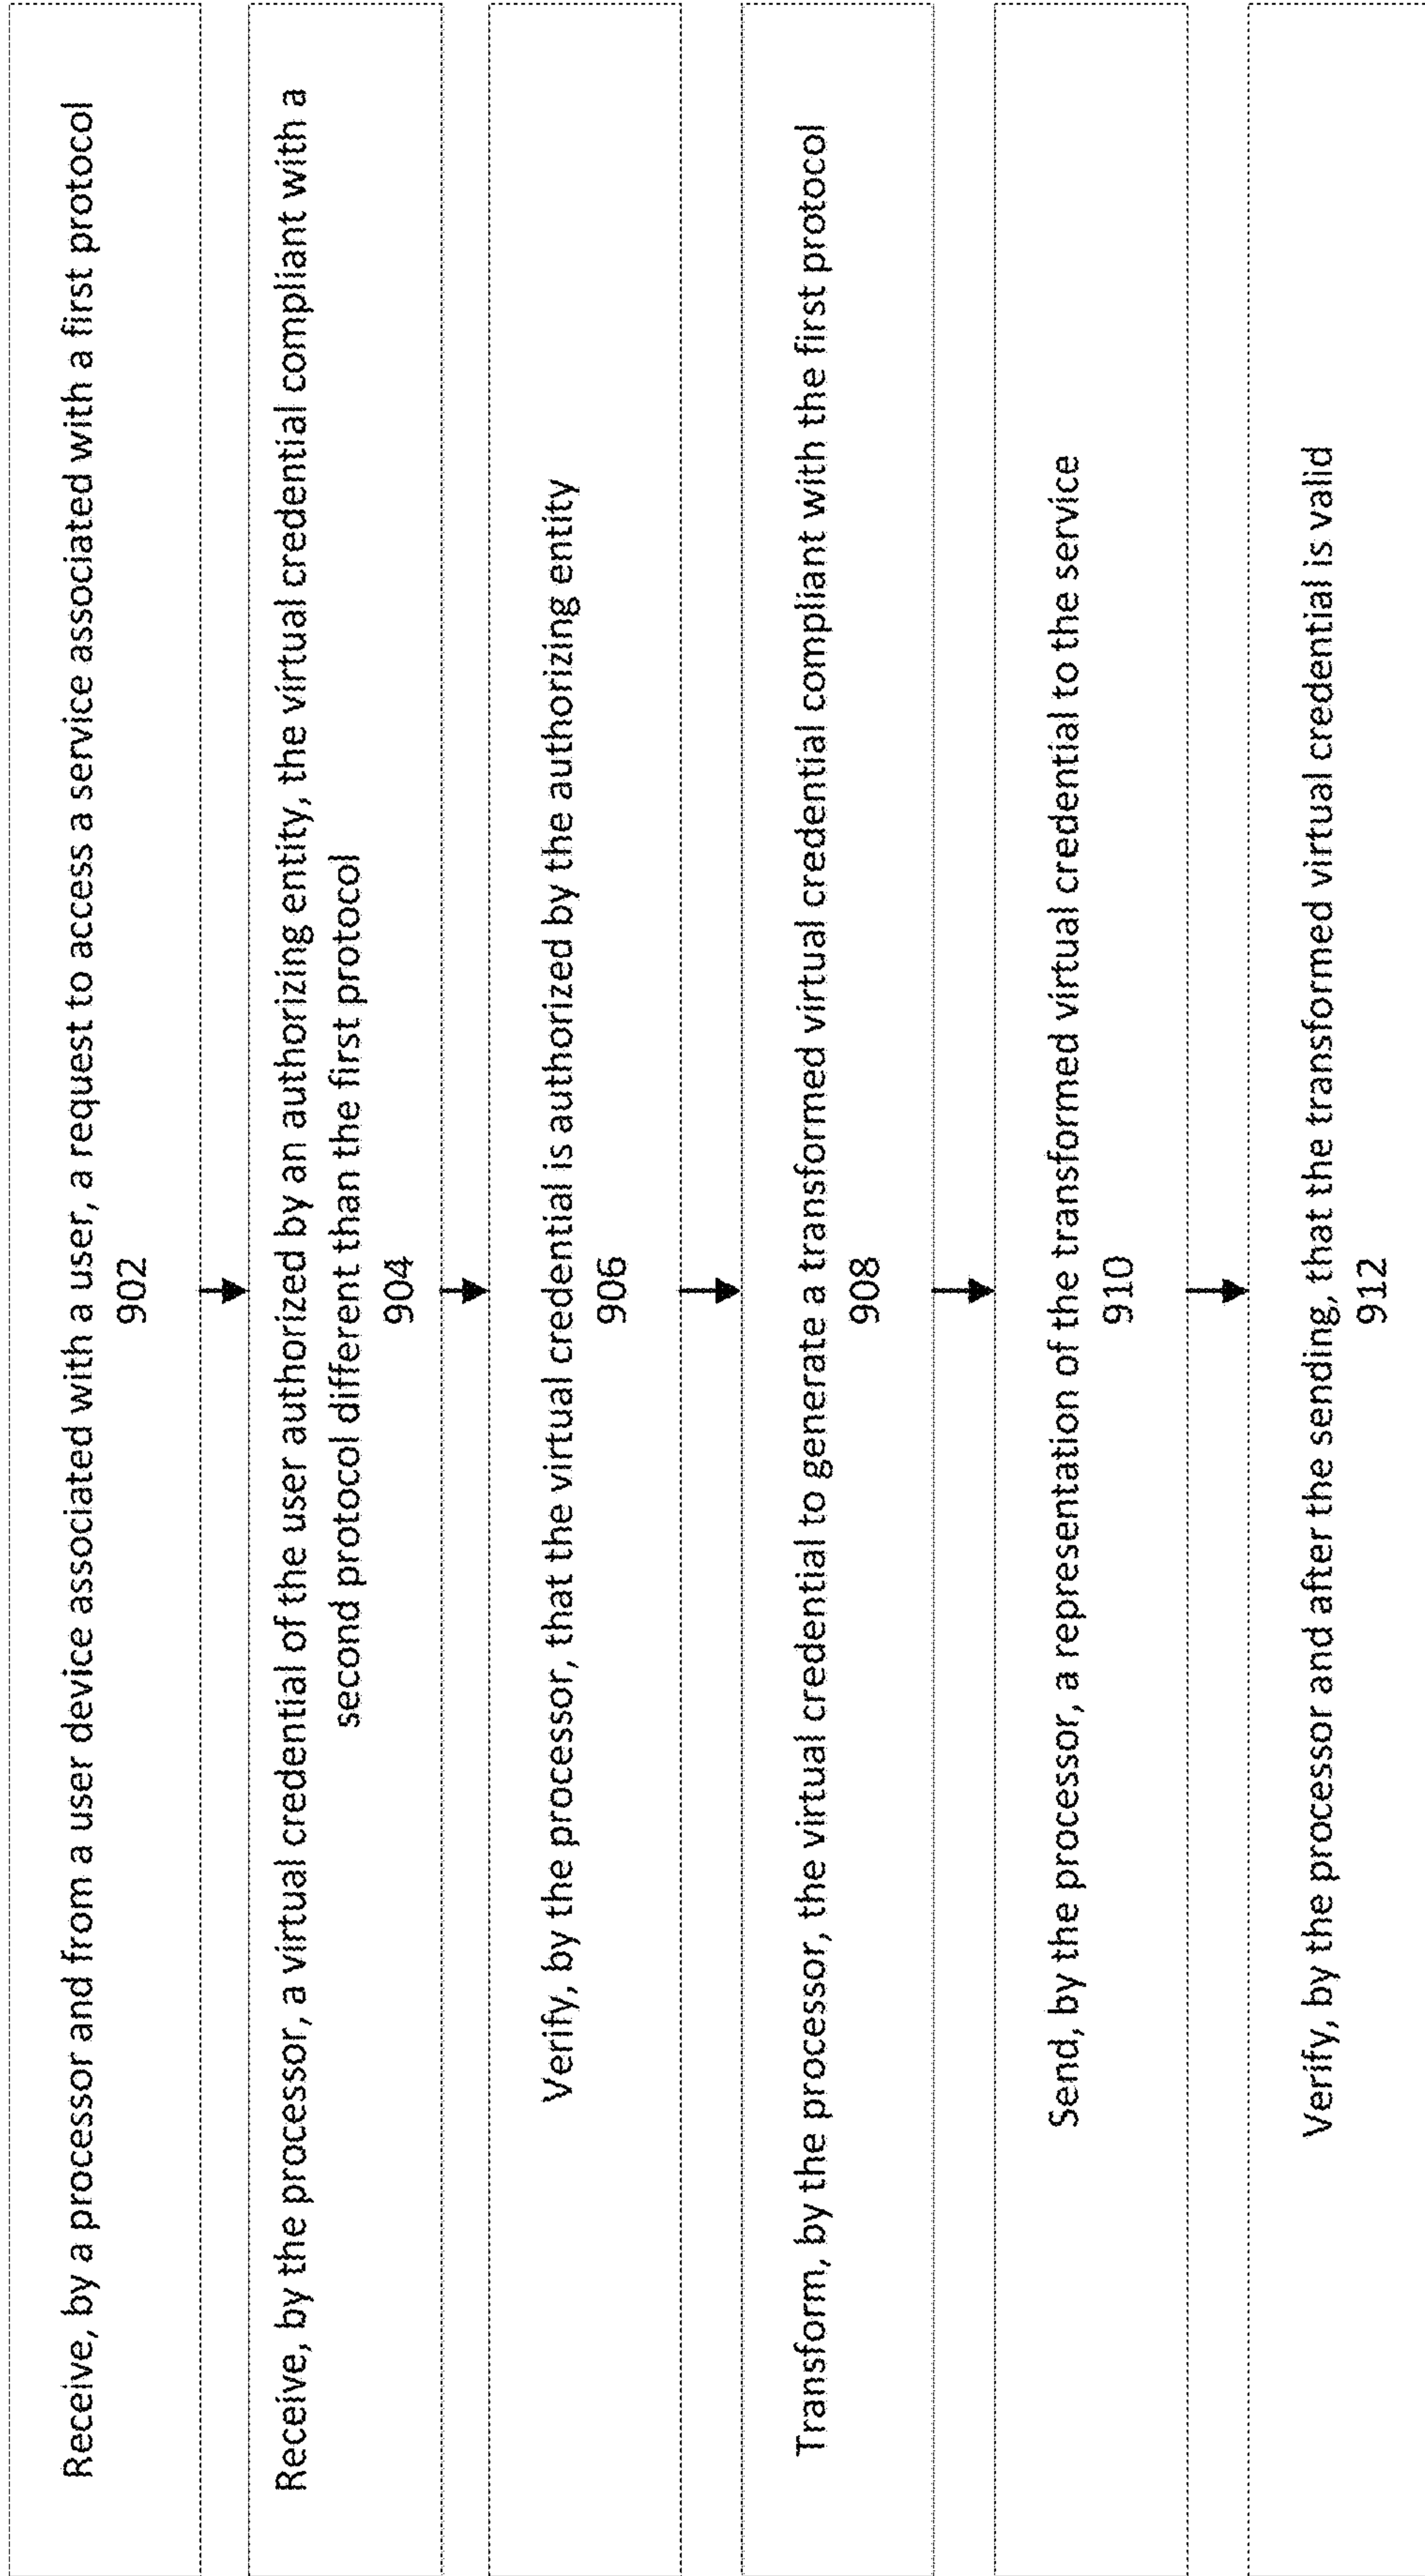 Receive, by a processor and from a user device associated with a user, a request to access a service associated with a first protocol
902
Receive, by the processor, a virtual credential of the user authorized by an authorizing entity, the virtual credential compliant with a
second protocol different than the first protocol
904
Verify, by the processor, that the virtual credential is authorized by the authorizing entity
906
Transform, by the processor, the virtual credential to generate a transformed virtual credential compliant with the first protocol
908
Send, by the processor, a representation of the transformed virtual credential to the service
910
Verify, by the processor and after the sending, that the transformed virtual credential is valid
912